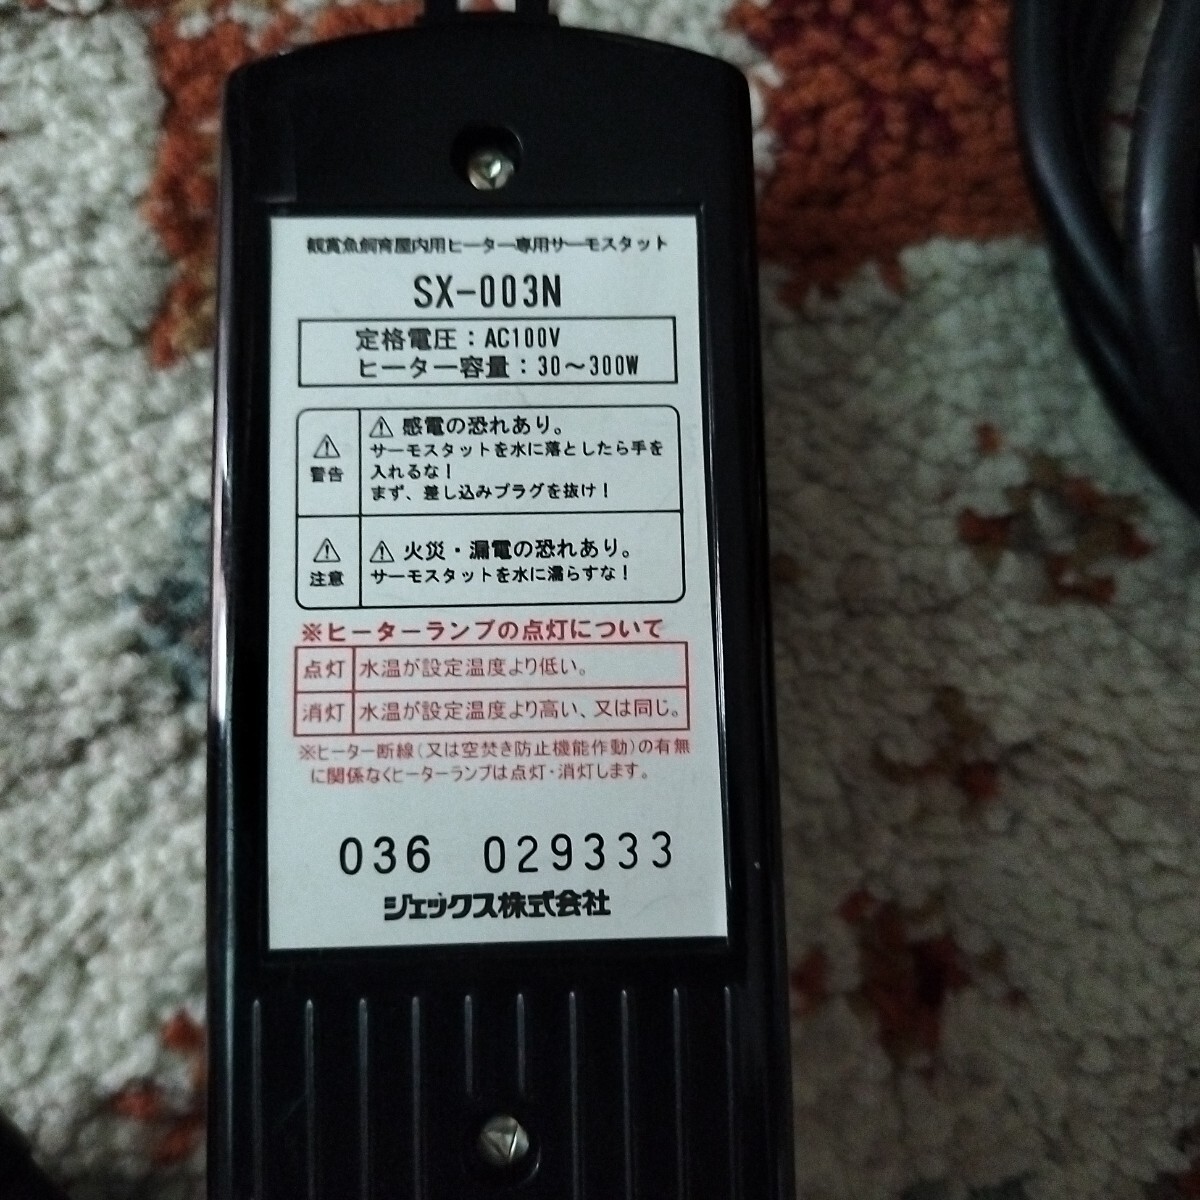 観賞魚飼育屋内用ヒーター専用サーモスタット
SX-003N
定格電圧：AC100V
ヒーター容量：30～300W
警告
⚠ 感電の恐れあり。
サーモスタットを水に落としたら手を
入れるな！
まず、差し込みプラグを抜け！
注意
⚠ 火災・漏電の恐れあり。
サーモスタットを水に濡らすな！
※ヒーターランプの点灯について
点灯 水温が設定温度より低い。
消灯 水温が設定温度より高い、又は同じ。
※ヒーター断線（又は空焚き防止機能作動）の有無
に関係なくヒーターランプは点灯・消灯します。
036 029333
ジェックス株式会社